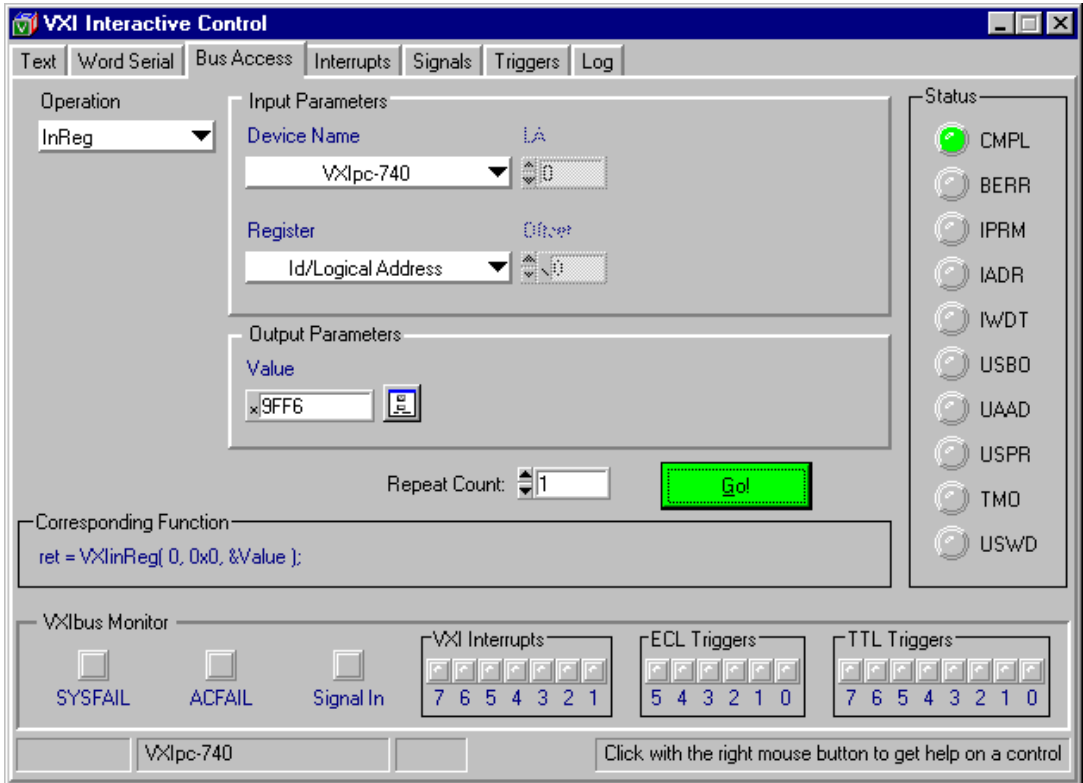 VXI Interactive Control
Text Word Serial Bus Access Interrupts Signals Triggers Log
Operation
InReg
Input Parameters
Device Name LA
VXIpc-740 0
Register Offset
Id/Logical Address x0
Output Parameters
Value
x9FF6
Repeat Count: 1
Go!
Status
CMPL
BERR
IPRM
IADR
IWDT
USBO
UAAD
USPR
TMO
USWD
Corresponding Function
ret = VXIinReg( 0, 0x0, &Value );
VXIbus Monitor
SYSFAIL ACFAIL Signal In
VXI Interrupts
7 6 5 4 3 2 1
ECL Triggers
5 4 3 2 1 0
TTL Triggers
7 6 5 4 3 2 1 0
VXIpc-740
Click with the right mouse button to get help on a control